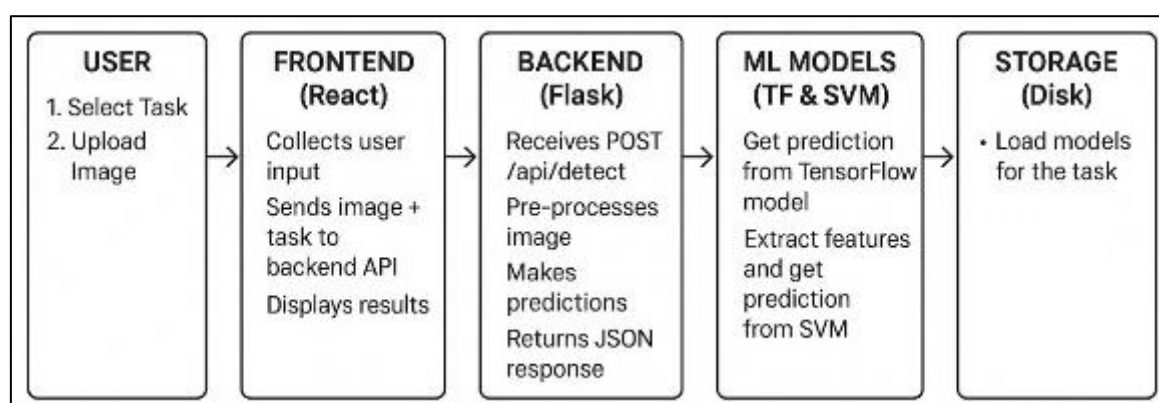 USER
1. Select Task
2. Upload
Image
FRONTEND
(React)
Collects user
input
Sends image +
task to
backend API
Displays results
BACKEND
(Flask)
Receives POST
/api/detect
Pre-processes
image
Makes
predictions
Returns JSON
response
ML MODELS
(TF & SVM)
Get prediction
from TensorFlow
model
Extract features
and get
prediction
from SVM
STORAGE
(Disk)
• Load models
for the task